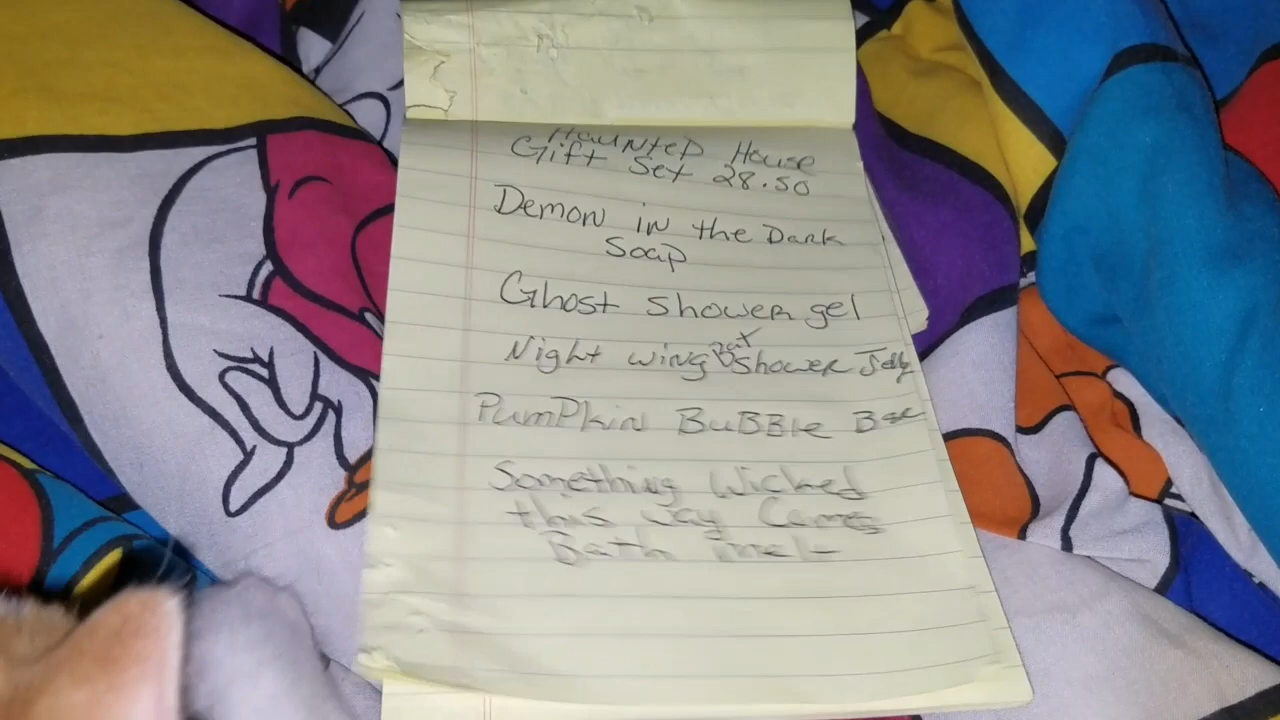 Haunted House
Gift Set 28.50
Demon in the Dark
Soap
Ghost shower gel
Night wing Bat shower Jelly
Pumpkin Bubble Bar
Something Wicked
this way Comes
Bath melt